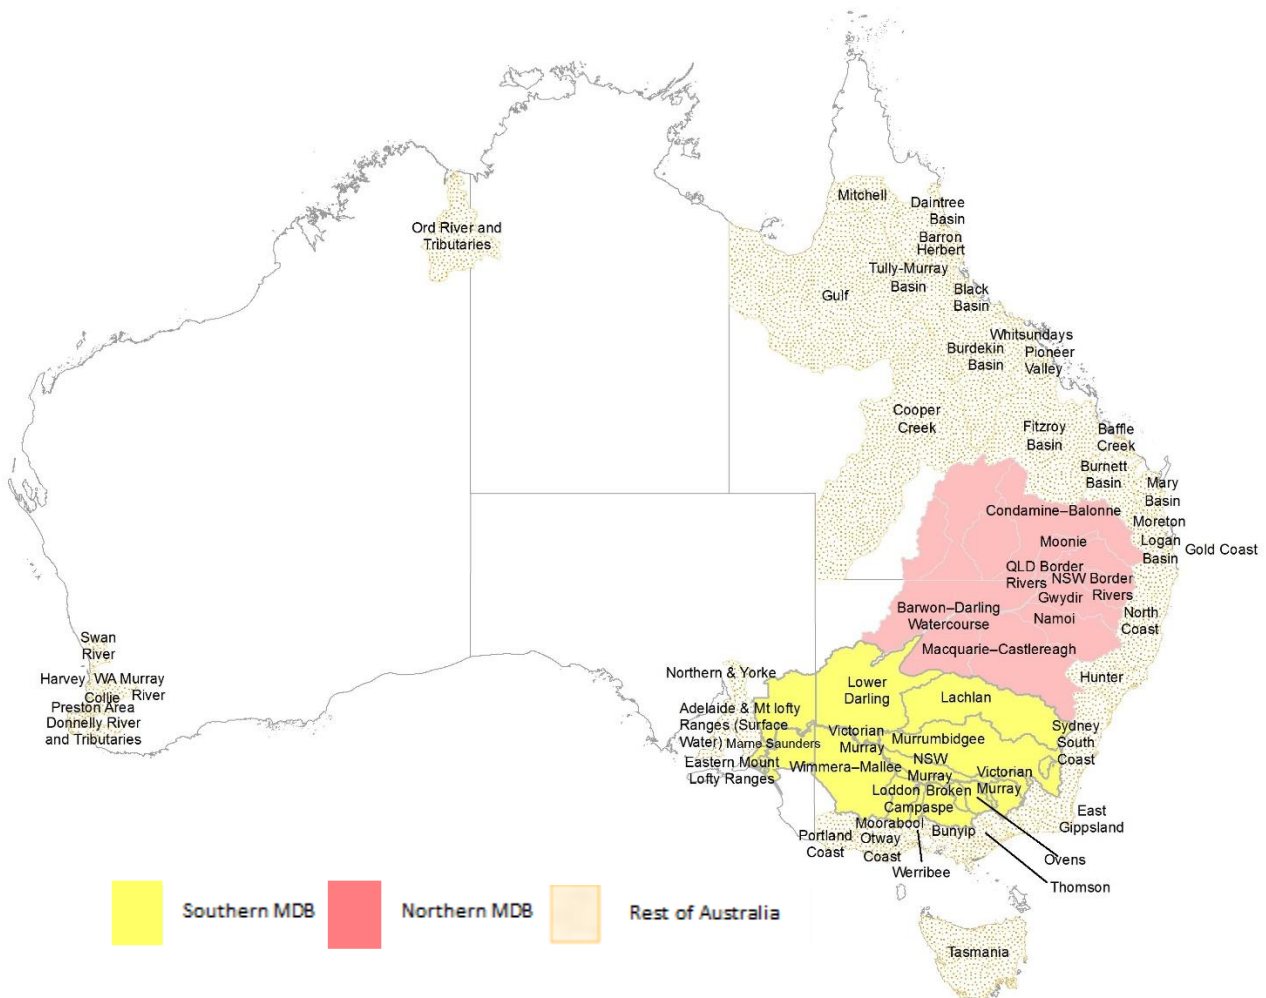 Mitchell
Daintree
Basin
Barron
Herbert
Ord River and
Tributaries
Tully-Murray
Basin
Gulf
Black
Basin
Whitsundays
Burdekin
Basin
Pioneer
Valley
Cooper
Creek
Fitzroy
Basin
Baffle
Creek
Burnett
Basin
Mary
Basin
Condamine–Balonne
Moreton
Moonie
Logan
Basin
Gold Coast
QLD Border
Rivers
NSW Border
Rivers
Gwydir
Barwon–Darling
Watercourse
Namoi
North
Coast
Macquarie–Castlereagh
Swan
River
Harvey
WA Murray
River
Collie
Preston Area
Donnelly River
and Tributaries
Northern & Yorke
Hunter
Lower
Darling
Lachlan
Adelaide & Mt lofty
Ranges (Surface
Water)
Marne Saunders
Eastern Mount
Lofty Ranges
Victorian
Murray
Murrumbidgee
Sydney
South
Coast
Wimmera–Mallee
NSW
Murray
Victorian
Murray
Loddon
Broken
Campaspe
Moorabool
Bunyip
East
Gippsland
Portland
Coast
Otway
Coast
Werribee
Ovens
Thomson
Southern MDB
Northern MDB
Rest of Australia
Tasmania